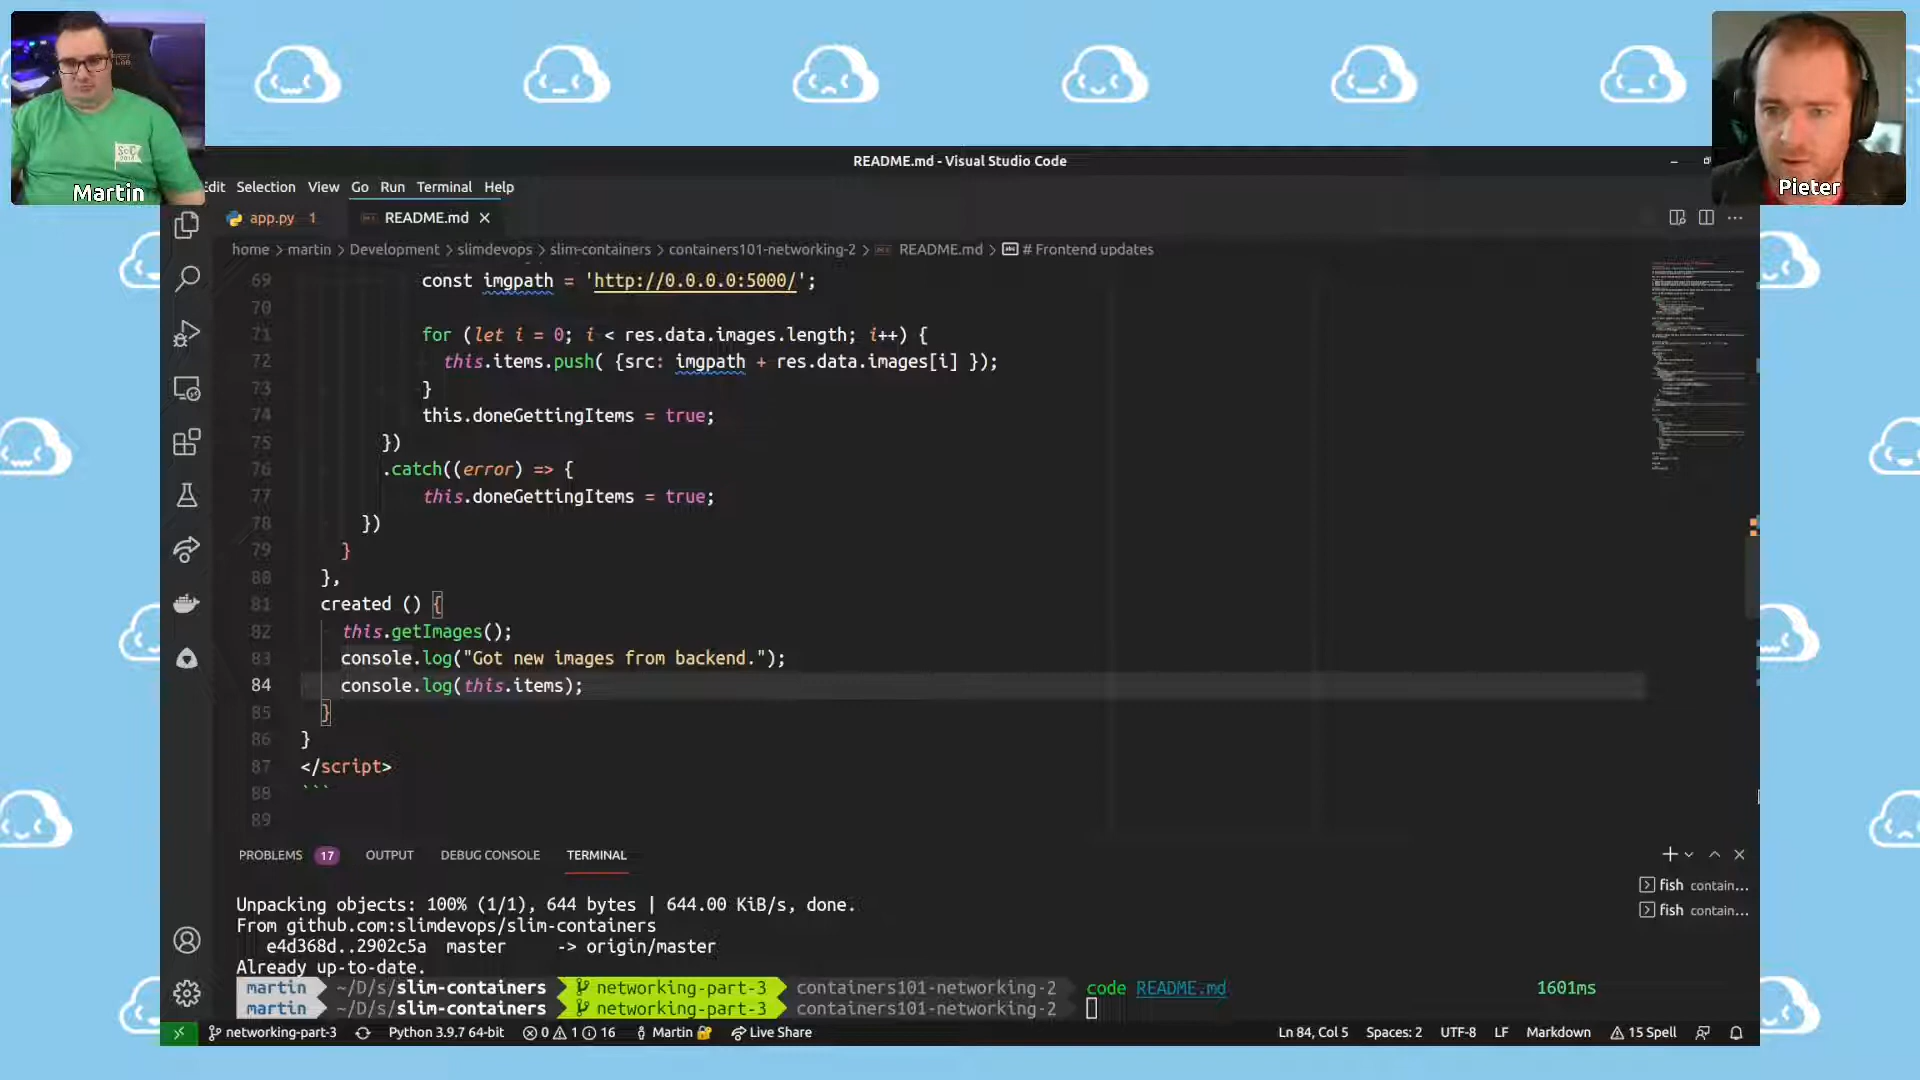 Martin
Pieter
README.md - Visual Studio Code
Edit Selection View Go Run Terminal Help
app.py 1 README.md
home > martin > Development > slimdevops > slim-containers > containers101-networking-2 > README.md > # Frontend updates
69 const imgpath = 'http://0.0.0.0:5000/';
70
71 for (let i = 0; i < res.data.images.length; i++) {
72 this.items.push( {src: imgpath + res.data.images[i] });
73 }
74 this.doneGettingItems = true;
75 })
76 .catch((error) => {
77 this.doneGettingItems = true;
78 })
79 }
80 },
81 created () {
82 this.getImages();
83 console.log("Got new images from backend.");
84 console.log(this.items);
85 }
86 }
87 </script>
88 ```
89
PROBLEMS 17 OUTPUT DEBUG CONSOLE TERMINAL
fish contain...
fish contain...
Unpacking objects: 100% (1/1), 644 bytes | 644.00 KiB/s, done.
From github.com:slimdevops/slim-containers
e4d368d..2902c5a master -> origin/master
Already up-to-date.
martin ~/D/s/slim-containers networking-part-3 containers101-networking-2 code README.md 1601ms
martin ~/D/s/slim-containers networking-part-3 containers101-networking-2
networking-part-3 Python 3.9.7 64-bit 0 1 16 Martin Live Share Ln 84, Col 5 Spaces: 2 UTF-8 LF Markdown 15 Spell